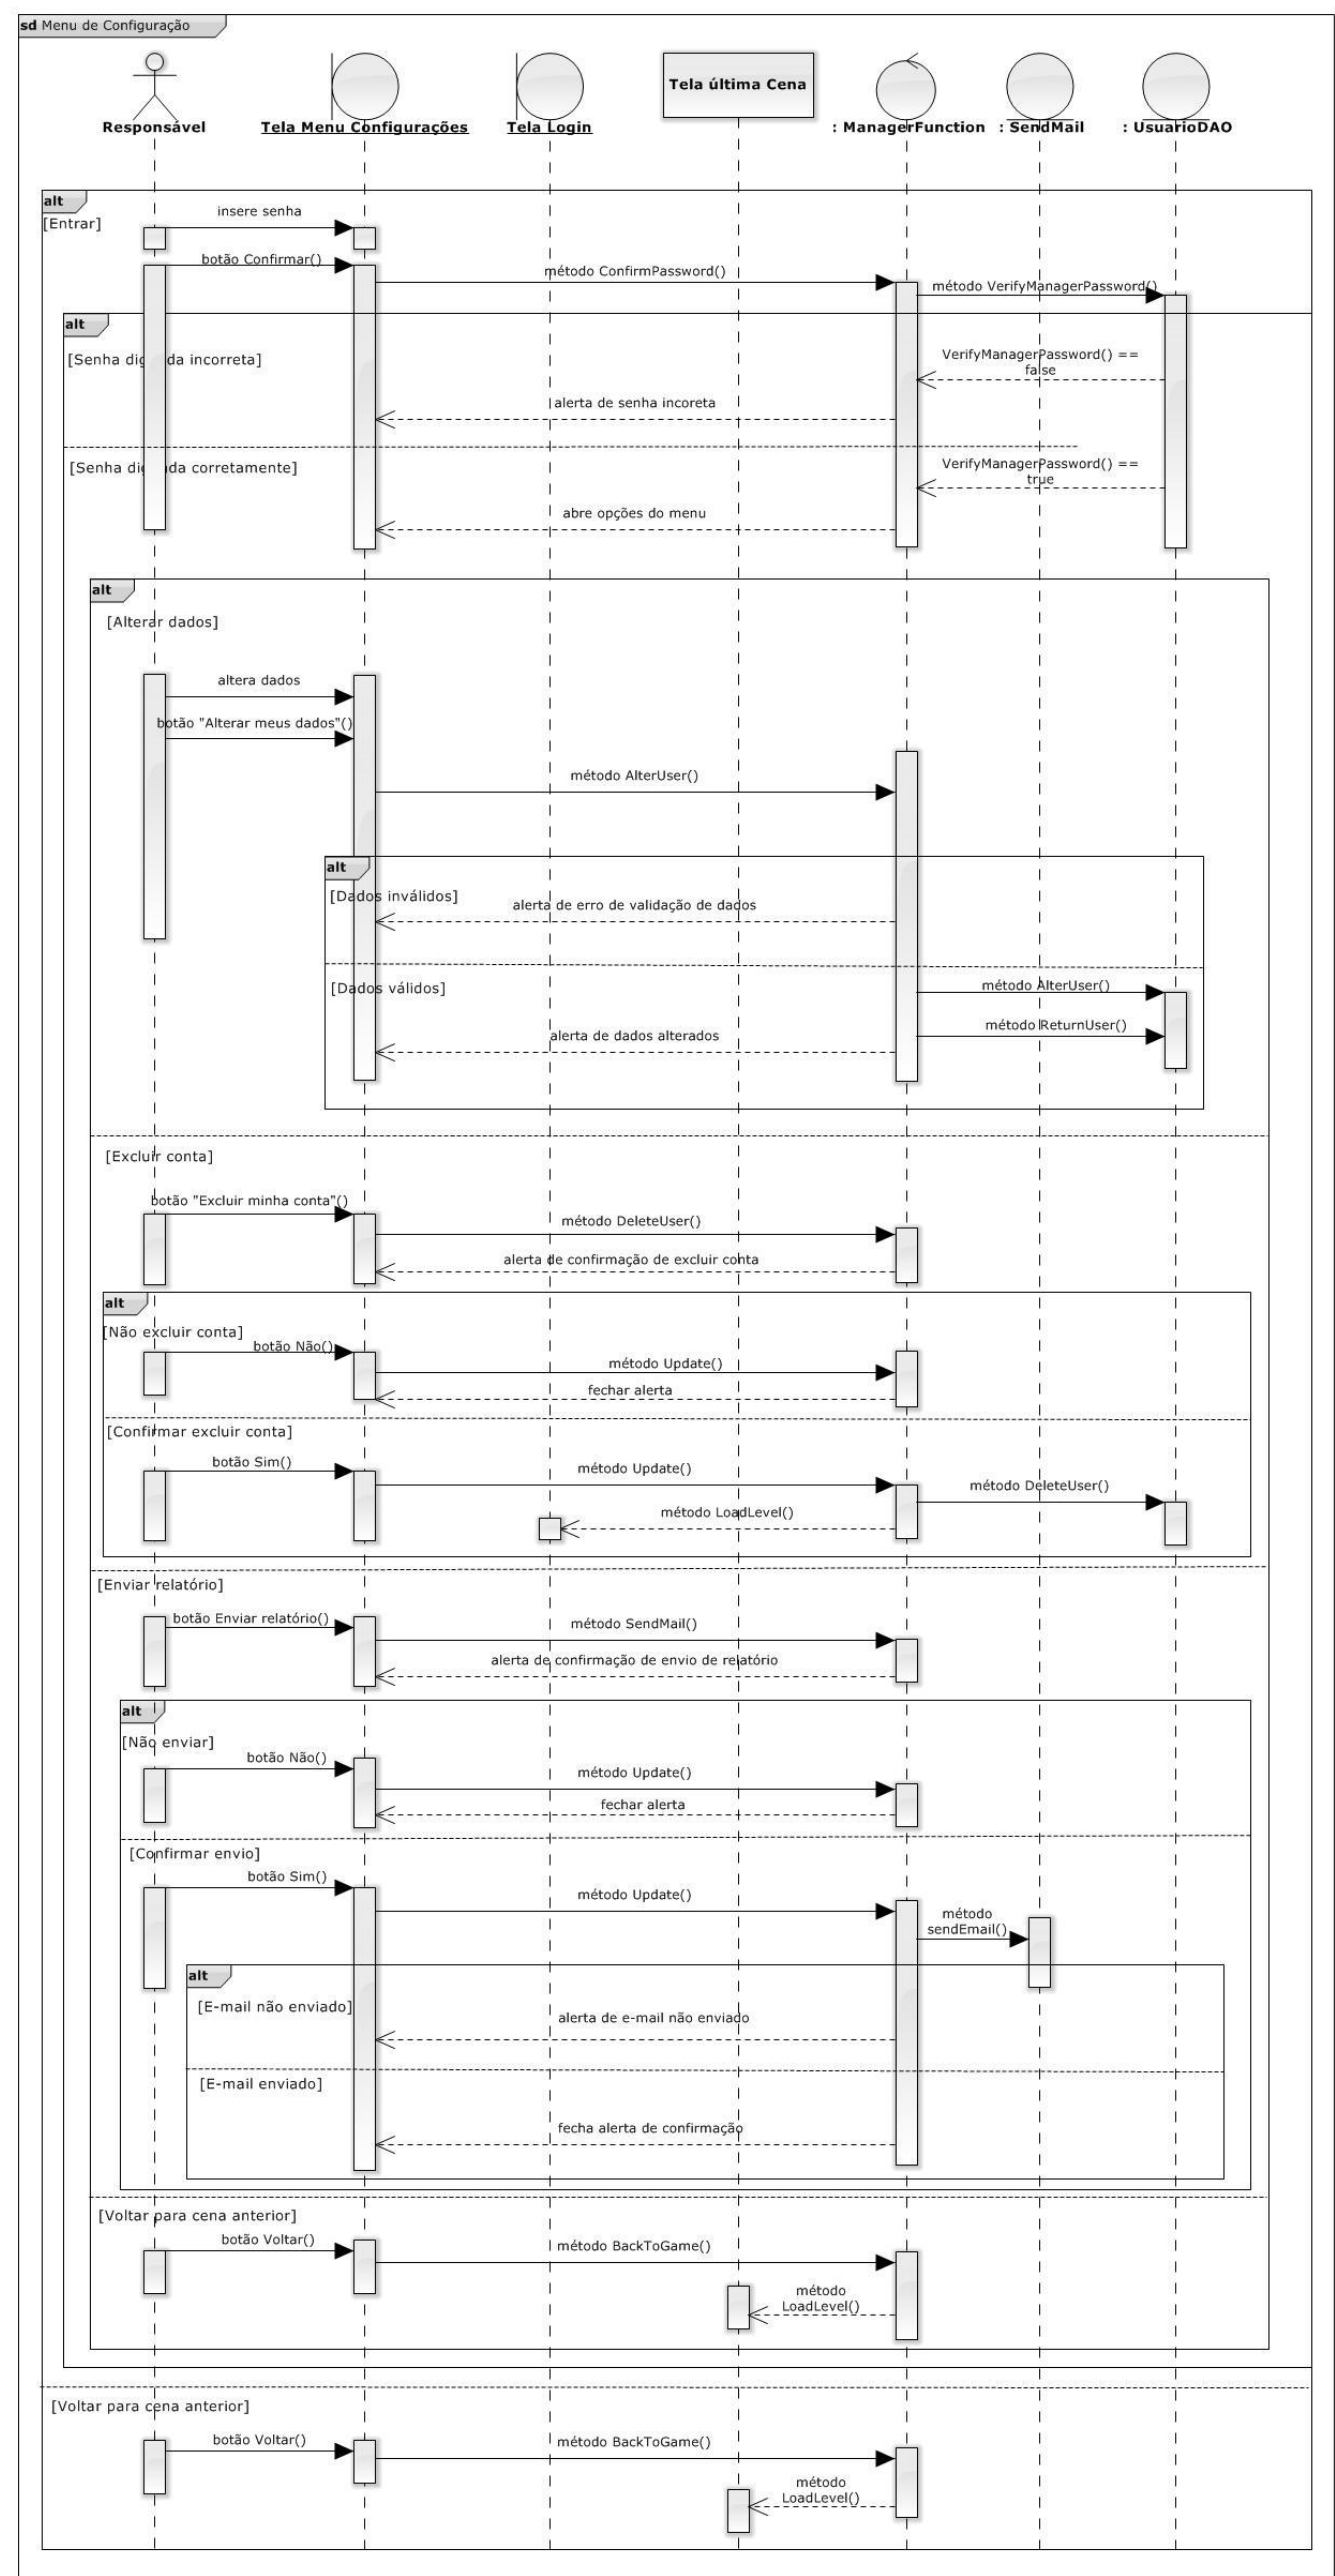 sd Menu de Configuração
Responsável
Tela Menu Configurações
Tela Login
Tela última Cena
: ManagerFunction
: SendMail
: UsuarioDAO
alt
[Entrar]
insere senha
botão Confirmar()
método ConfirmPassword()
método VerifyManagerPassword()
alt
[Senha digitada incorreta]
VerifyManagerPassword() ==
false
alerta de senha incoreta
[Senha digitada corretamente]
VerifyManagerPassword() ==
true
abre opções do menu
alt
[Alterar dados]
altera dados
botão "Alterar meus dados"()
método AlterUser()
alt
[Dados inválidos]
alerta de erro de validação de dados
[Dados válidos]
método AlterUser()
método ReturnUser()
alerta de dados alterados
[Excluir conta]
botão "Excluir minha conta"()
método DeleteUser()
alerta de confirmação de excluir conta
alt
[Não excluir conta]
botão Não()
método Update()
fechar alerta
[Confirmar excluir conta]
botão Sim()
método Update()
método DeleteUser()
método LoadLevel()
[Enviar relatório]
botão Enviar relatório()
método SendMail()
alerta de confirmação de envio de relatório
alt
[Não enviar]
botão Não()
método Update()
fechar alerta
[Confirmar envio]
botão Sim()
método Update()
método
sendEmail()
alt
[E-mail não enviado]
alerta de e-mail não enviado
[E-mail enviado]
fecha alerta de confirmação
[Voltar para cena anterior]
botão Voltar()
método BackToGame()
método
LoadLevel()
[Voltar para cena anterior]
botão Voltar()
método BackToGame()
método
LoadLevel()